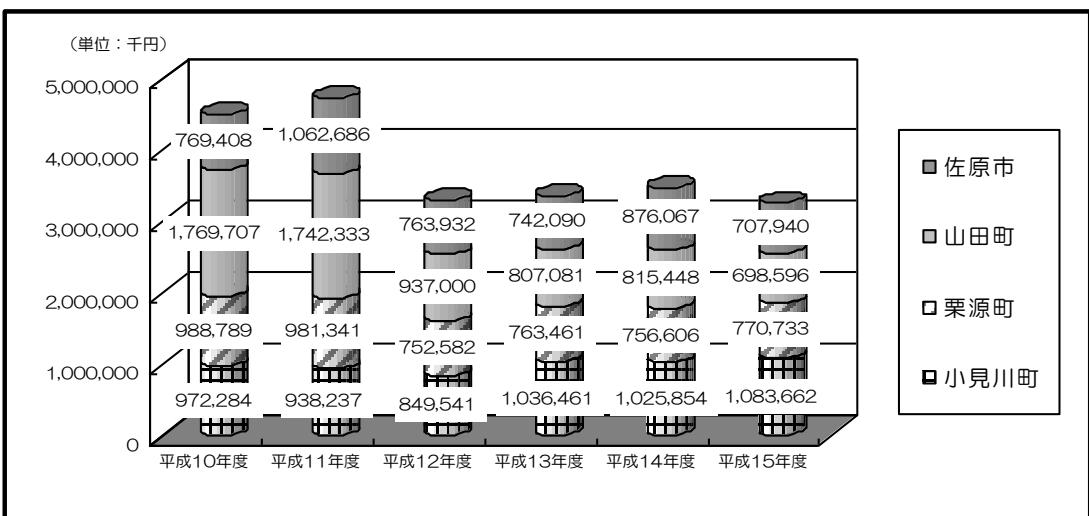 （単位：千円）
5,000,000
4,000,000
3,000,000
2,000,000
1,000,000
0
769,408 1,062,686 763,932 742,090 876,067 707,940
1,769,707 1,742,333 937,000 807,081 815,448 698,596
988,789 981,341 752,582 763,461 756,606 770,733
972,284 938,237 849,541 1,036,461 1,025,854 1,083,662
平成10年度 平成11年度 平成12年度 平成13年度 平成14年度 平成15年度
佐原市
山田町
栗源町
小見川町